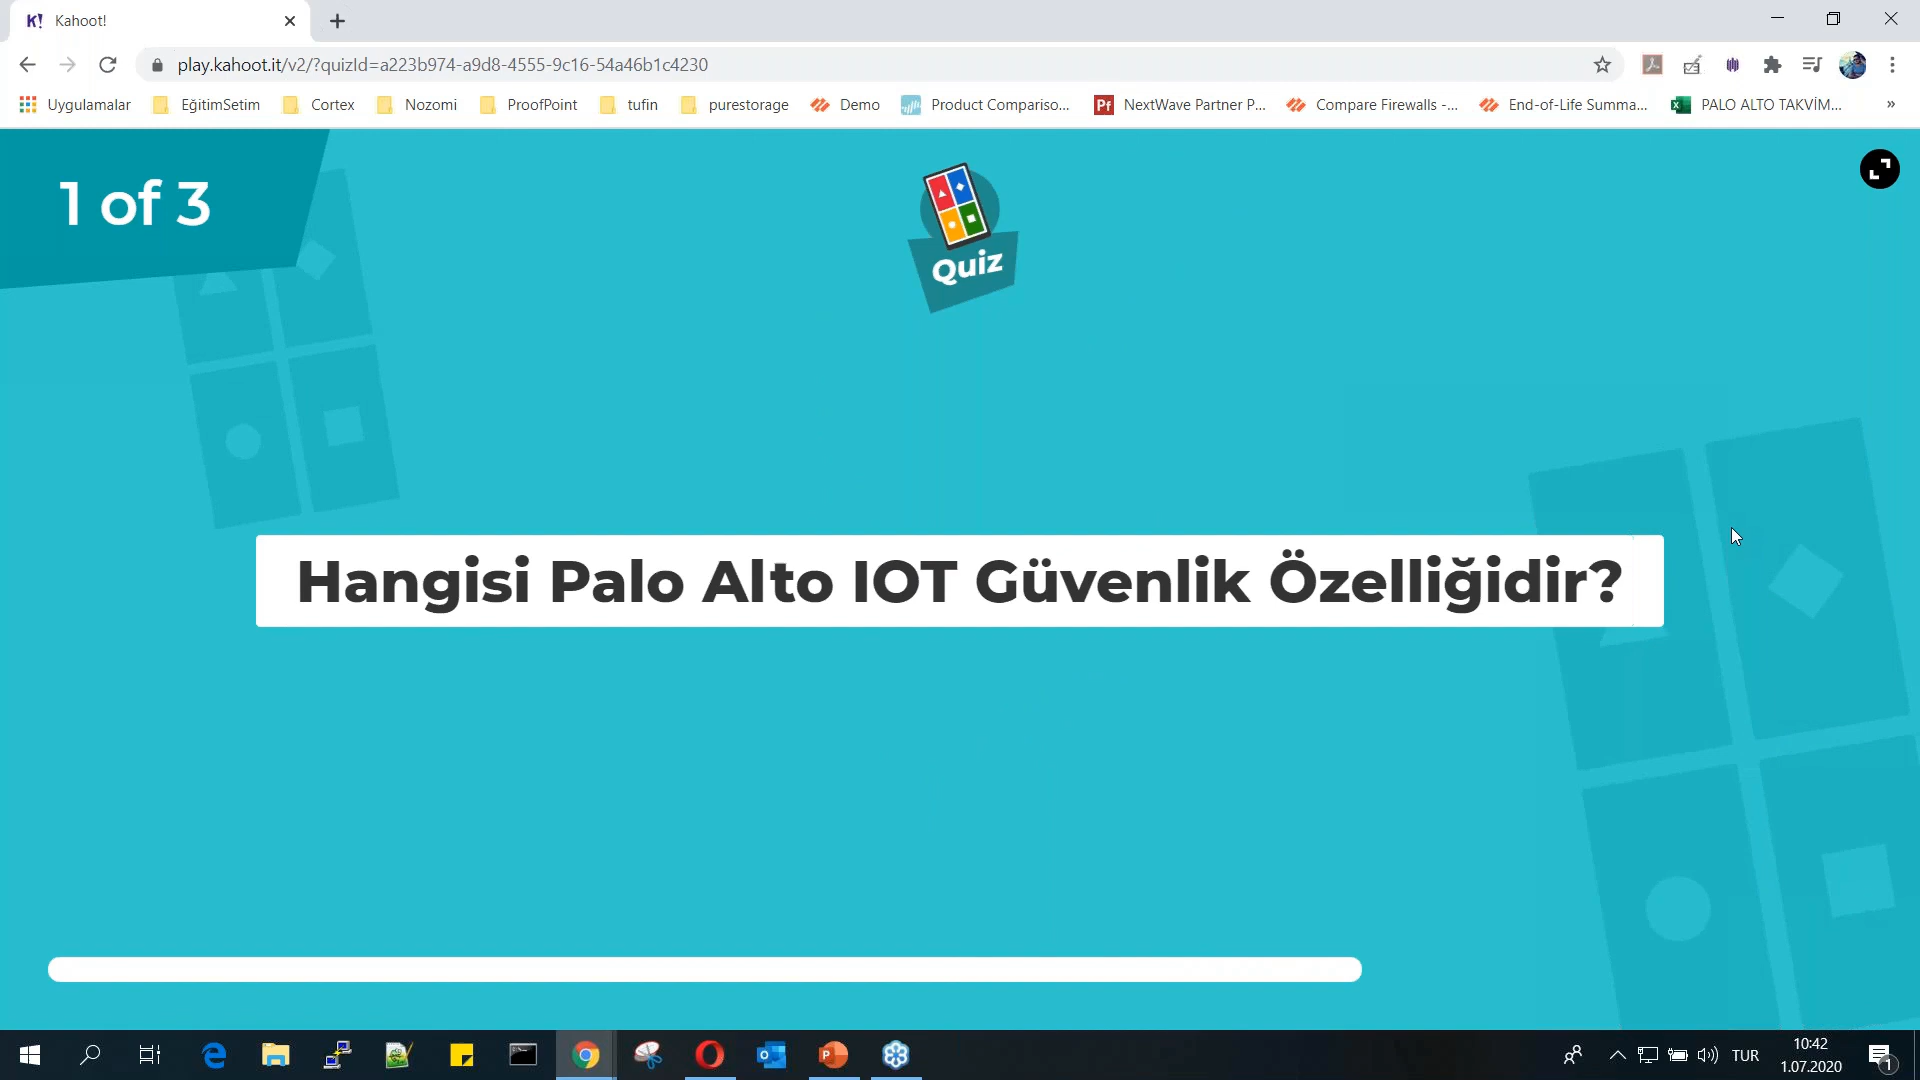 Kahoot!
play.kahoot.it/v2/?quizId=a223b974-a9d8-4555-9c16-54a46b1c4230
Uygulamalar EğitimSetim Cortex Nozomi ProofPoint tufin purestorage Demo Product Compariso... NextWave Partner P... Compare Firewalls -... End-of-Life Summa... PALO ALTO TAKVİM... »
1 of 3
Quiz
Hangisi Palo Alto IOT Güvenlik Özelliğidir?
TUR
10:42
1.07.2020
1